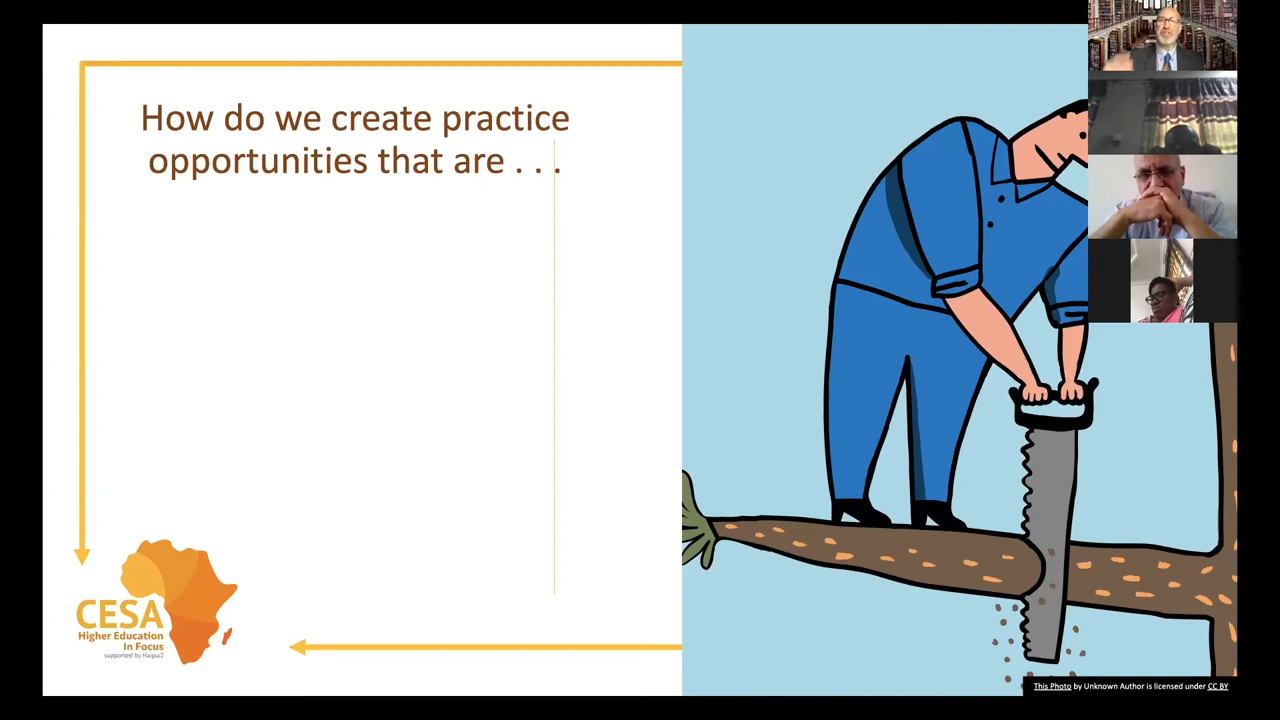 How do we create practice
opportunities that are . . .
CESA
Higher Education
In Focus
supported by Haqaa2
This Photo by Unknown Author is licensed under CC BY